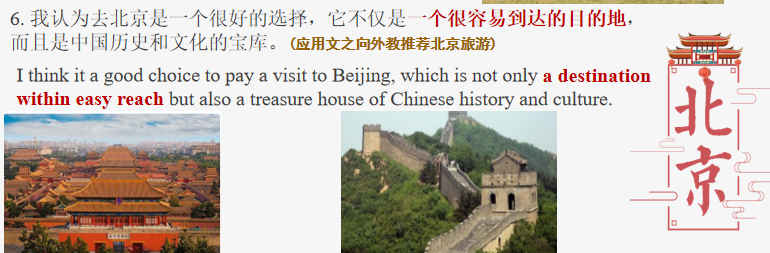 6. 我认为去北京是一个很好的选择，它不仅是一个很容易到达的目的地，
而且是中国历史和文化的宝库。(应用文之向外教推荐北京旅游)
I think it a good choice to pay a visit to Beijing, which is not only a destination
within easy reach but also a treasure house of Chinese history and culture.
北京